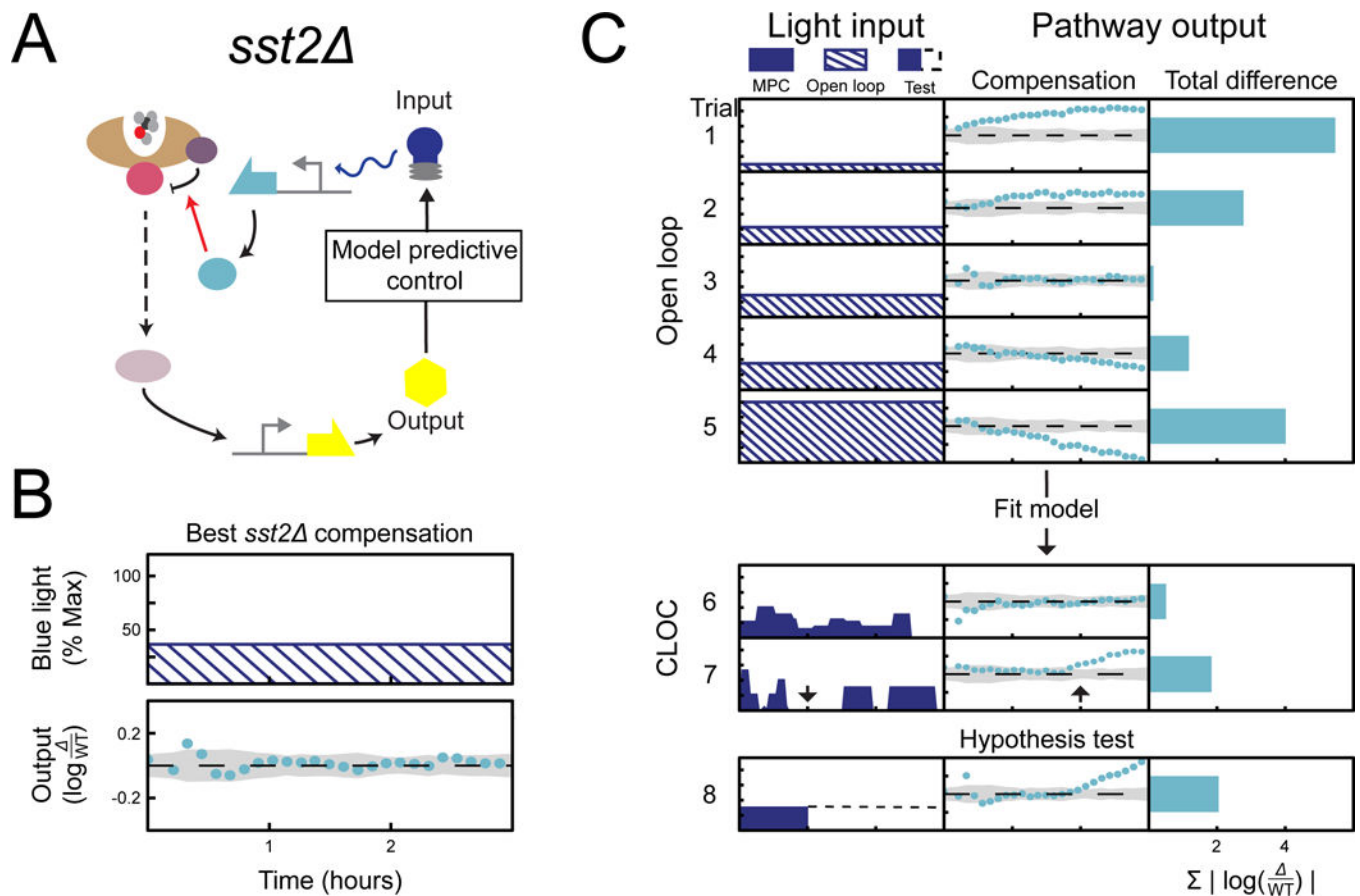 A
sst2Δ
Input
Model predictive
control
Output
B
Best sst2Δ compensation
Blue light
(% Max)
100
50
Output
(log Δ/WT)
0.2
-0.2
1
2
Time (hours)
C
Light input
Pathway output
MPC
Open loop
Test
Compensation
Total difference
Trial
Open loop
1
2
3
4
5
Fit model
CLOC
6
7
Hypothesis test
8
2
4
Σ | log(Δ/WT) |